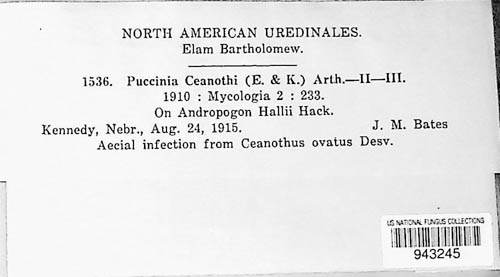 NORTH AMERICAN UREDINALES.
Elam Bartholomew.
1536. Puccinia Ceanothi (E. & K.) Arth.—II—III.
1910 : Mycologia 2 : 233.
On Andropogon Hallii Hack.
Kennedy, Nebr., Aug. 24, 1915. J. M. Bates
Aecial infection from Ceanothus ovatus Desv.
US NATIONAL FUNGUS COLLECTIONS
943245